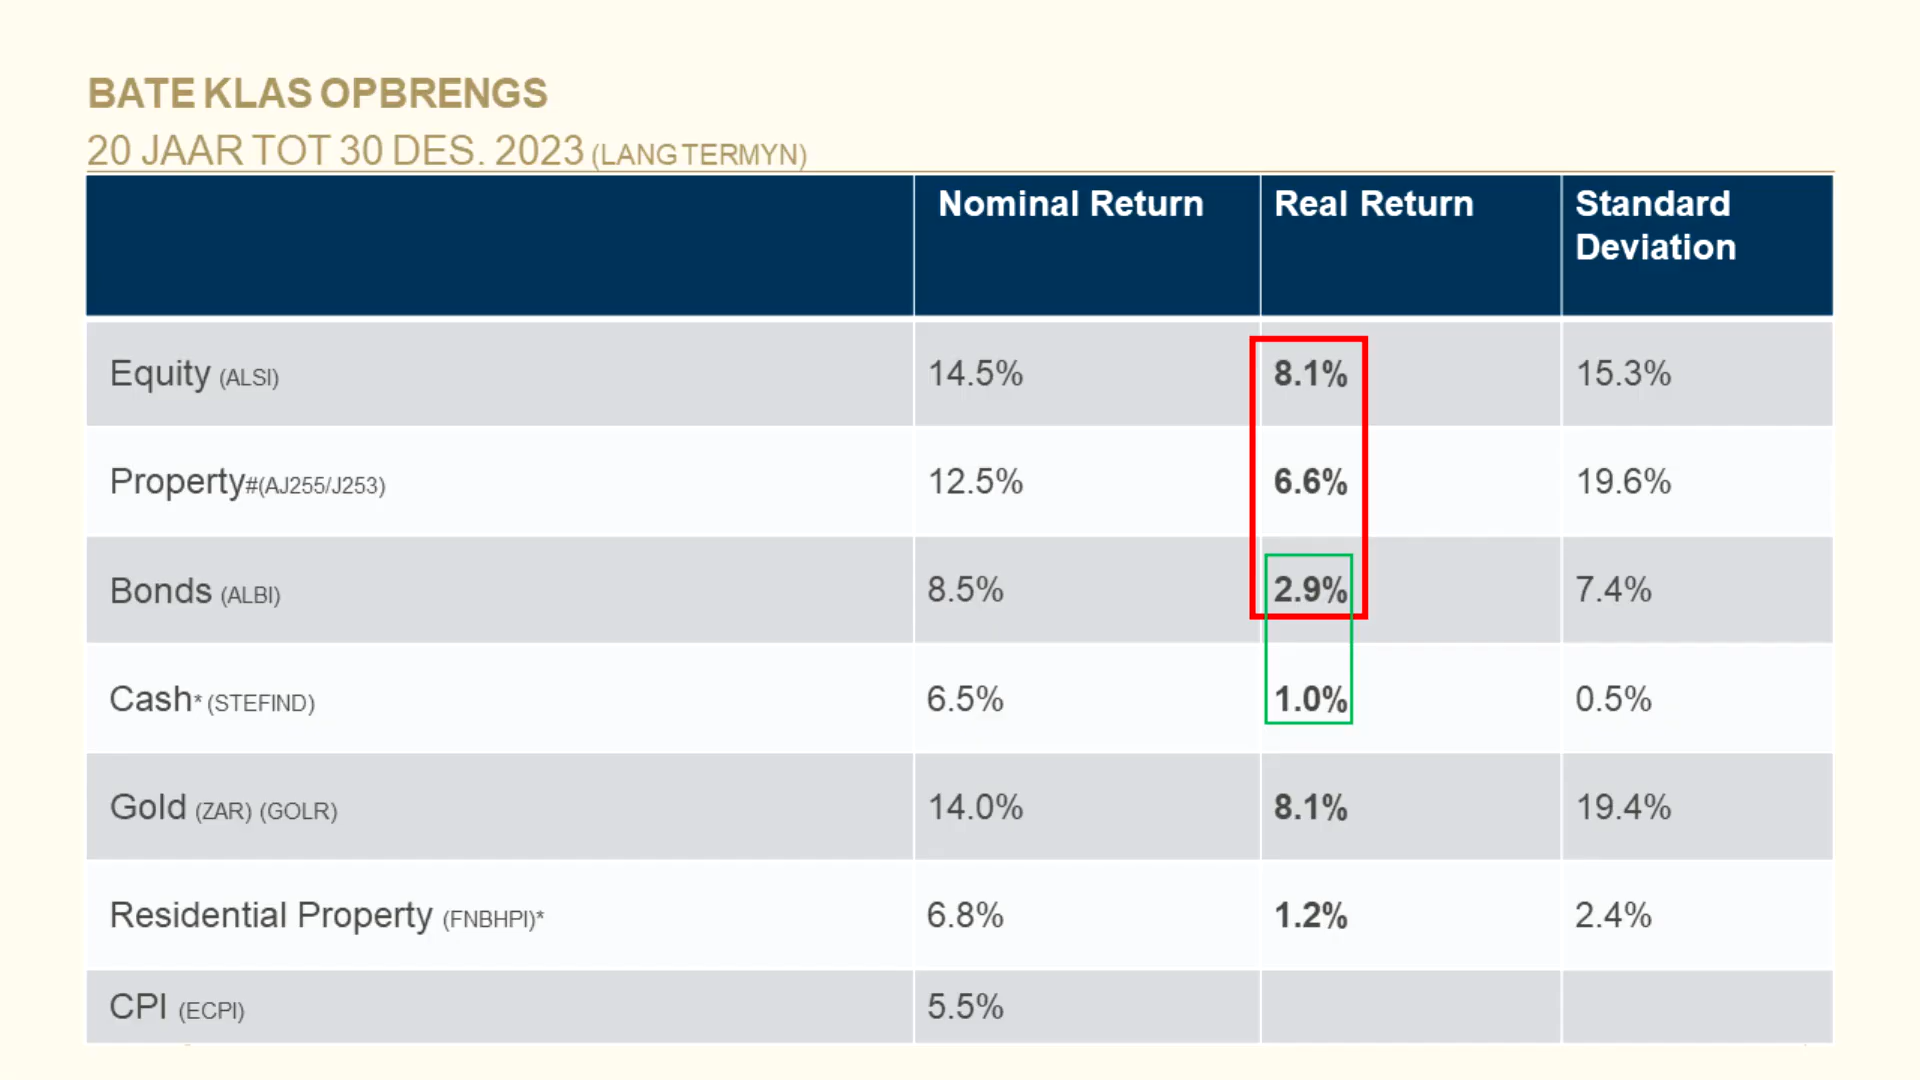 BATE KLAS OPBRENGS
20 JAAR TOT 30 DES. 2023 (LANG TERMYN)
Nominal Return Real Return Standard Deviation
Equity (ALSI) 14.5% 8.1% 15.3%
Property#(AJ255/J253) 12.5% 6.6% 19.6%
Bonds (ALBI) 8.5% 2.9% 7.4%
Cash* (STEFIND) 6.5% 1.0% 0.5%
Gold (ZAR) (GOLR) 14.0% 8.1% 19.4%
Residential Property (FNBHPI)* 6.8% 1.2% 2.4%
CPI (ECPI) 5.5%